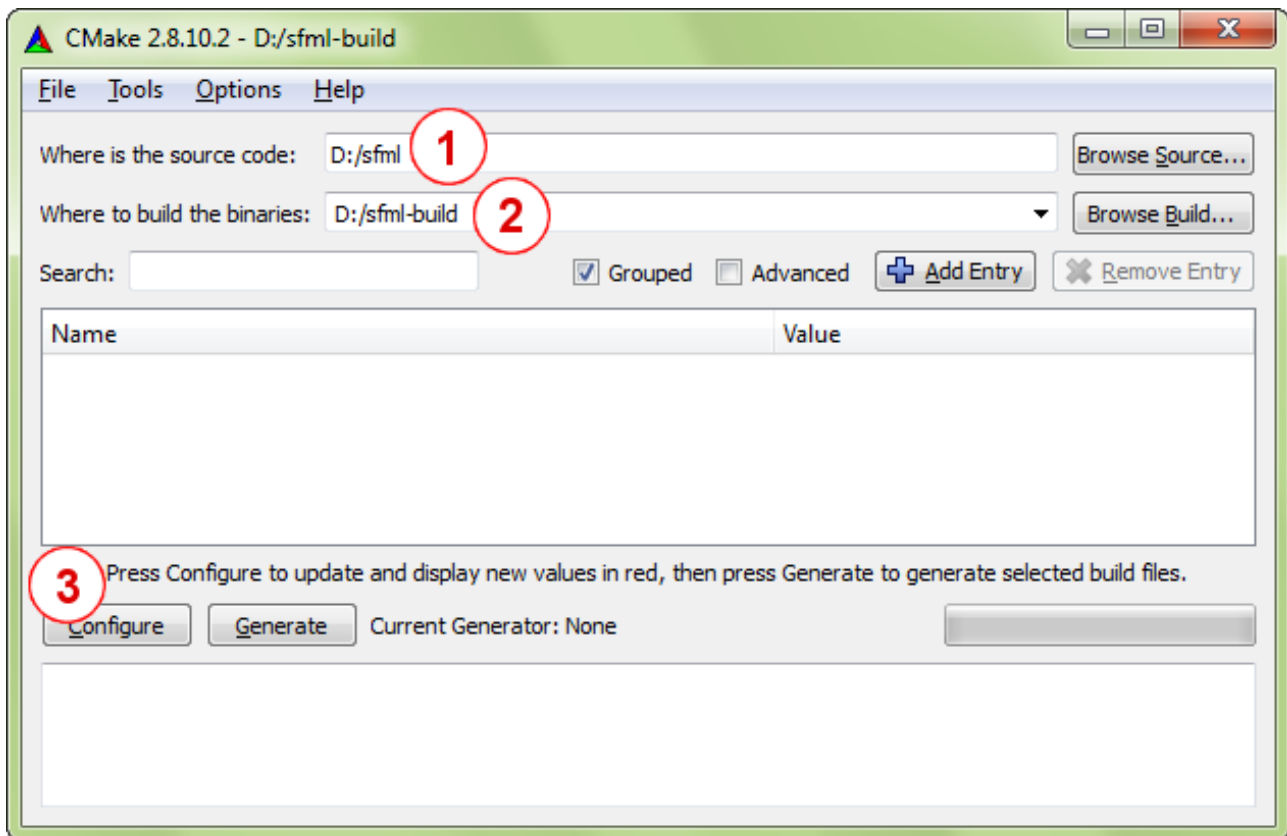 CMake 2.8.10.2 - D:/sfml-build
File Tools Options Help
Where is the source code: D:/sfml 1 Browse Source...
Where to build the binaries: D:/sfml-build 2 Browse Build...
Search: Grouped Advanced Add Entry Remove Entry
Name Value
3 Press Configure to update and display new values in red, then press Generate to generate selected build files.
Configure Generate Current Generator: None